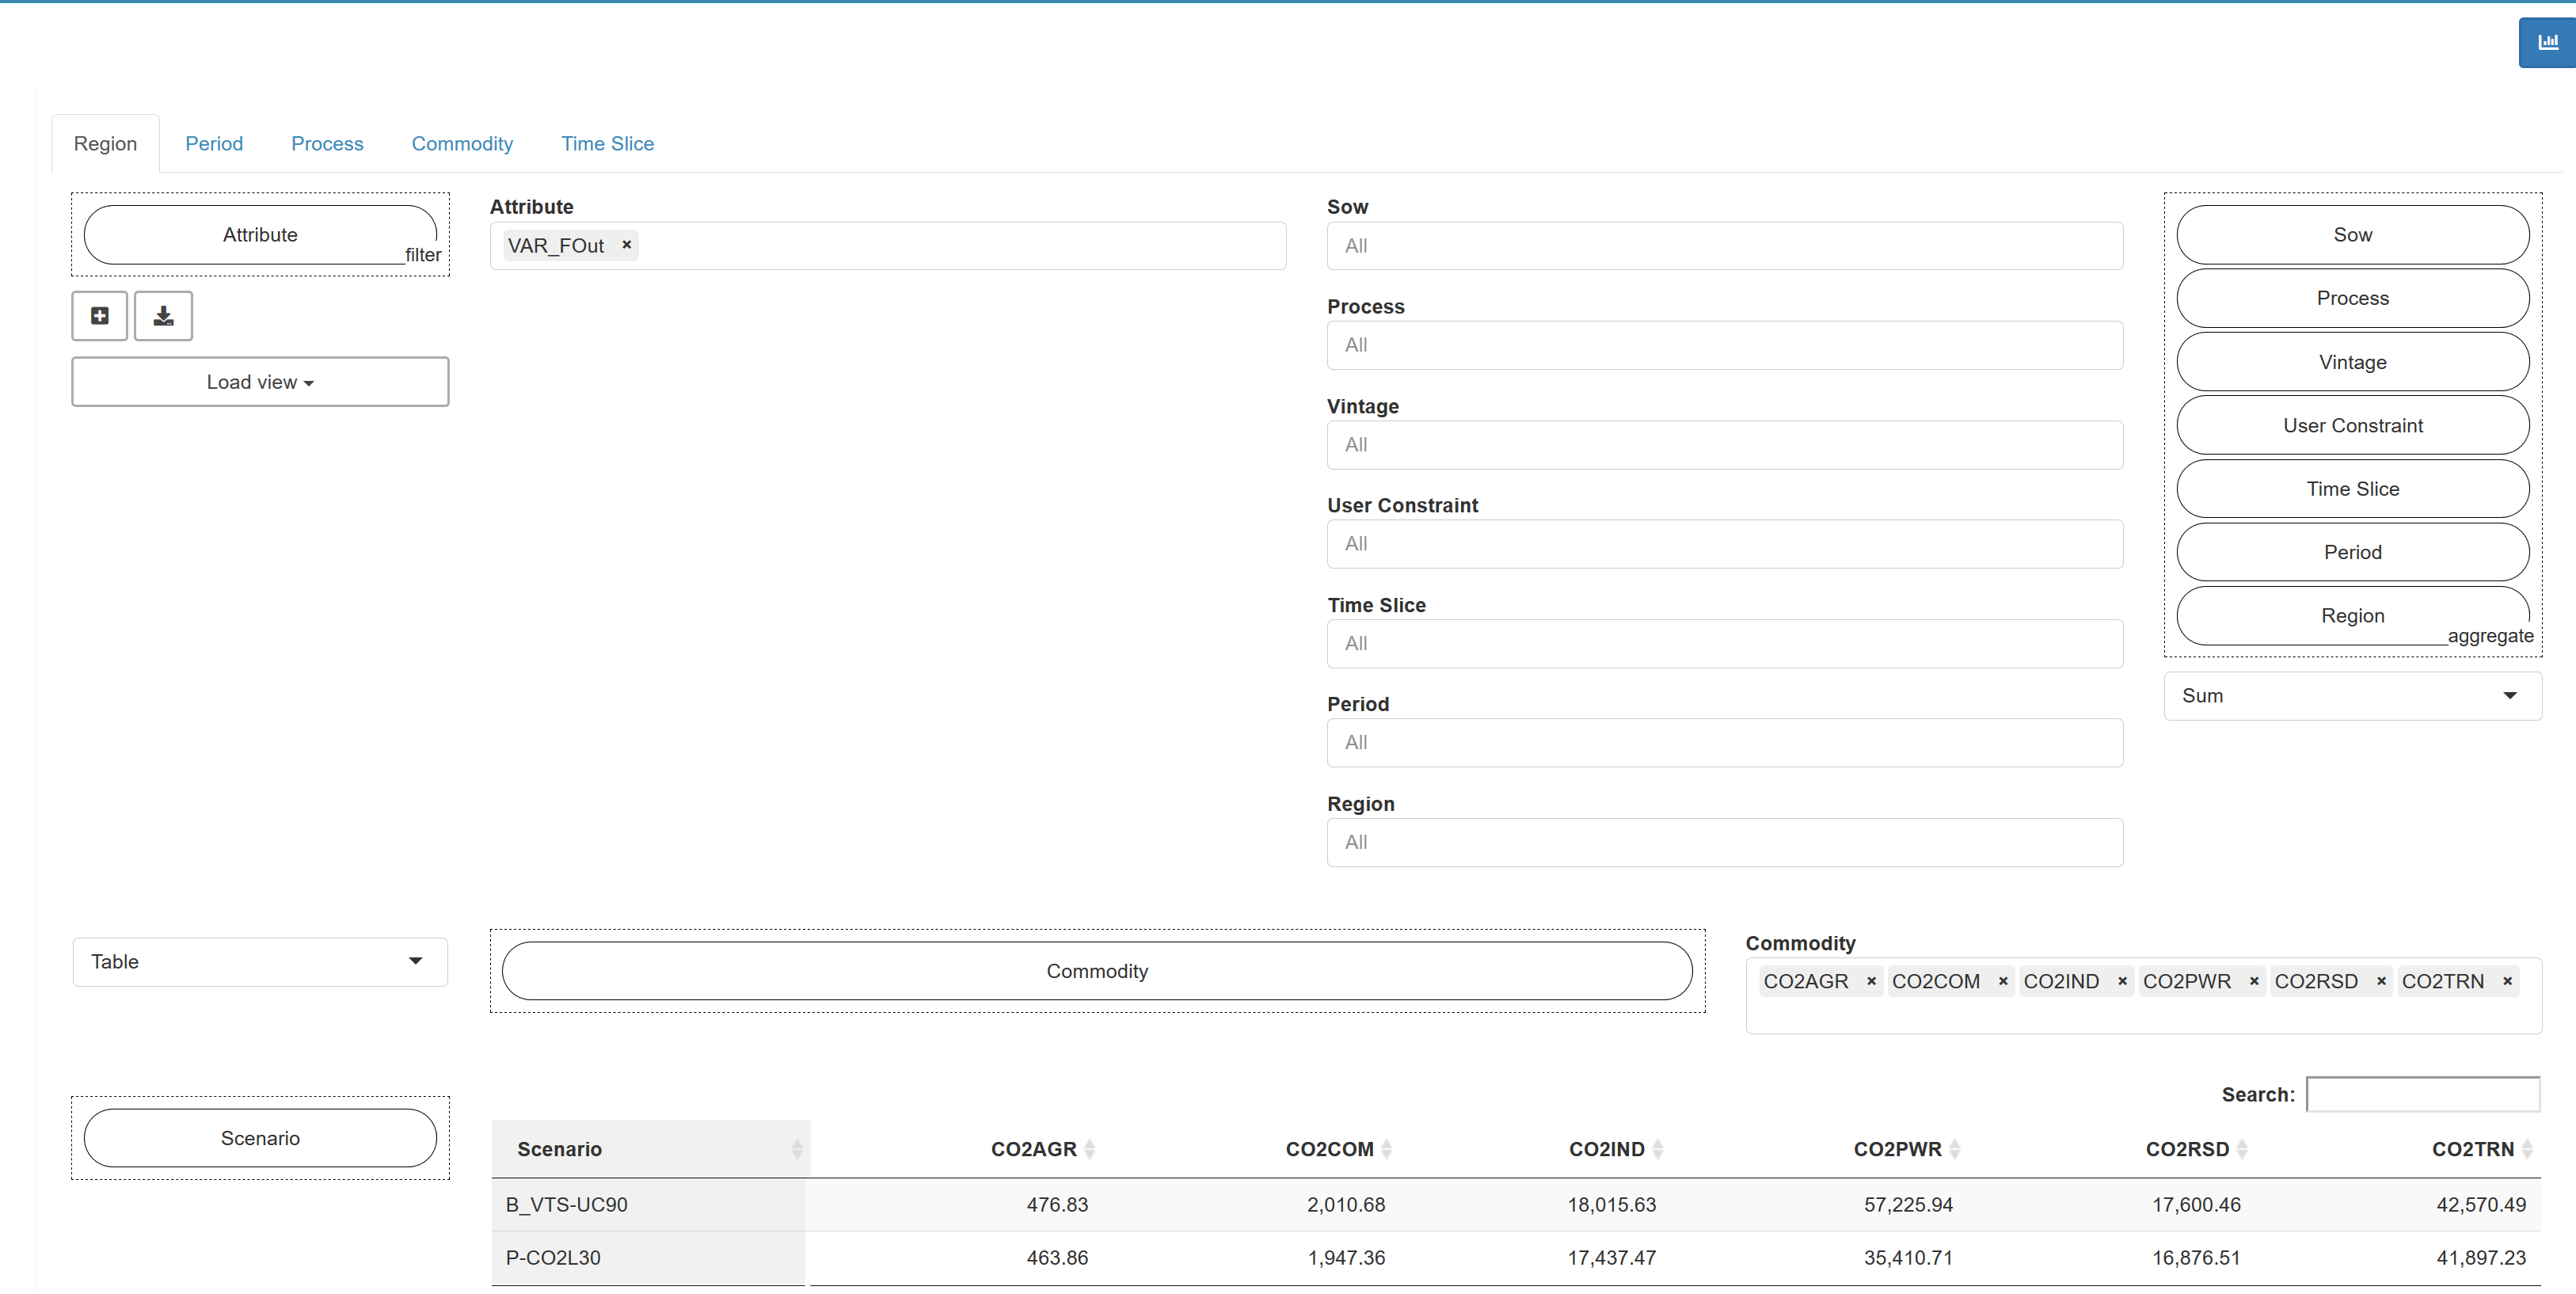 Region Period Process Commodity Time Slice
Attribute
filter
Load view
Attribute
VAR_FOut ×
Sow
All
Process
All
Vintage
All
User Constraint
All
Time Slice
All
Period
All
Region
All
Sow
Process
Vintage
User Constraint
Time Slice
Period
Region
aggregate
Sum
Table
Commodity
Commodity
CO2AGR × CO2COM × CO2IND × CO2PWR × CO2RSD × CO2TRN ×
Scenario
Search:
Scenario CO2AGR CO2COM CO2IND CO2PWR CO2RSD CO2TRN
B_VTS-UC90 476.83 2,010.68 18,015.63 57,225.94 17,600.46 42,570.49
P-CO2L30 463.86 1,947.36 17,437.47 35,410.71 16,876.51 41,897.23